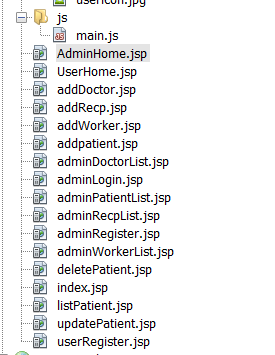 usericon.jpg
js
main.js
AdminHome.jsp
UserHome.jsp
addDoctor.jsp
addRecp.jsp
addWorker.jsp
addpatient.jsp
adminDoctorList.jsp
adminLogin.jsp
adminPatientList.jsp
adminRecpList.jsp
adminRegister.jsp
adminWorkerList.jsp
deletePatient.jsp
index.jsp
listPatient.jsp
updatePatient.jsp
userRegister.jsp